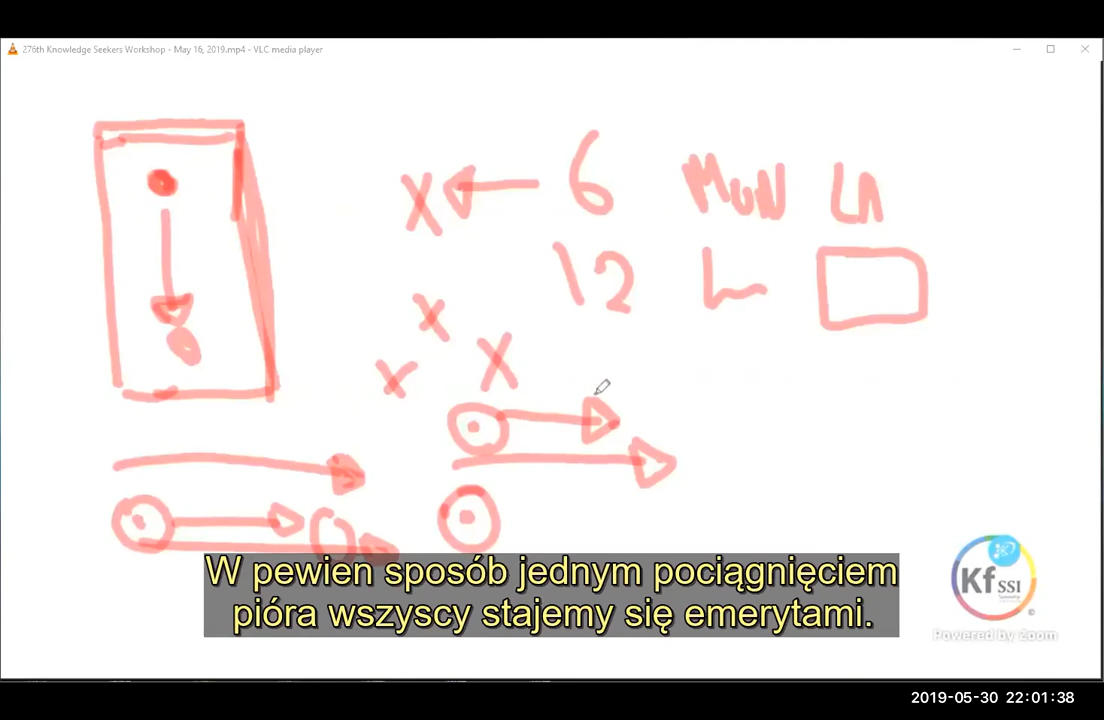 276th Knowledge Seekers Workshop - May 16, 2019.mp4 - VLC media player
X 6 MON
12
X
X X
W pewien sposób jednym pociągnięciem
pióra wszyscy stajemy się emerytami.
Kf SSI
Powered by Zoom
2019-05-30 22:01:38